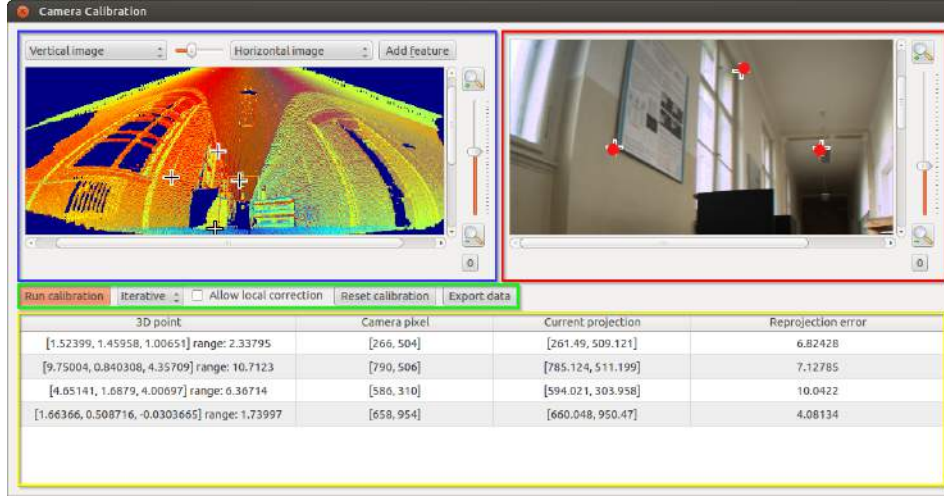 Camera Calibration
Vertical image Horizontal image Add feature
0 0
Run calibration Iterative Allow local correction Reset calibration Export data
3D point Camera pixel Current projection Reprojection error
[1.52399, 1.45958, 1.00651] range: 2.33795 [266, 504] [261.49, 509.121] 6.82428
[9.75004, 0.840308, 4.35709] range: 10.7123 [790, 506] [785.124, 511.199] 7.12785
[4.65141, 1.6879, 4.00697] range: 6.36714 [586, 310] [594.021, 303.958] 10.0422
[1.66366, 0.508716, -0.0303665] range: 1.73997 [658, 954] [660.048, 950.47] 4.08134